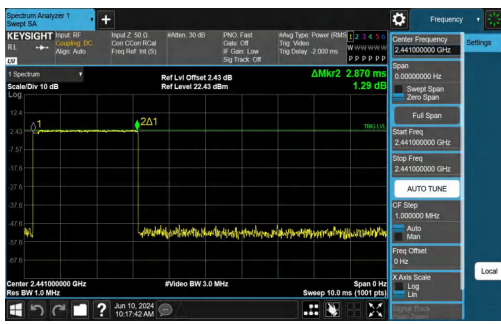 Spectrum Analyzer 1
Swept SA
+
Frequency
KEYSIGHT Input: RF Input Z: 50 Ω #Atten: 30 dB PNO: Fast #Avg Type: Power (RMS 1 2 3 4 5 6
RL Coupling: DC Corr CCorr RCal Gate: Off Trig: Video W W W W W W
Align: Auto Freq Ref: Int (S) IF Gain: Low Trig Delay: -2.000 ms P P P P P P
Sig Track: Off
LVI
1 Spectrum Ref Lvl Offset 2.43 dB ΔMkr2 2.870 ms
Scale/Div 10 dB Ref Level 22.43 dBm 1.29 dB
Log
12.4
2.43
-7.57
-17.6
-27.6
-37.6
-47.6
-57.6
-67.6
1
2Δ1
TRIG LVL
Center 2.441000000 GHz #Video BW 3.0 MHz Span 0 Hz
Res BW 1.0 MHz Sweep 10.0 ms (1001 pts)
?
Jun 10, 2024
10:17:42 AM
Center Frequency
2.441000000 GHz
Settings
Span
0.00000000 Hz
Swept Span
Zero Span
Full Span
Start Freq
2.441000000 GHz
Stop Freq
2.441000000 GHz
AUTO TUNE
CF Step
1.000000 MHz
Auto
Man
Freq Offset
0 Hz
X Axis Scale
Log
Lin
Signal Track
Local